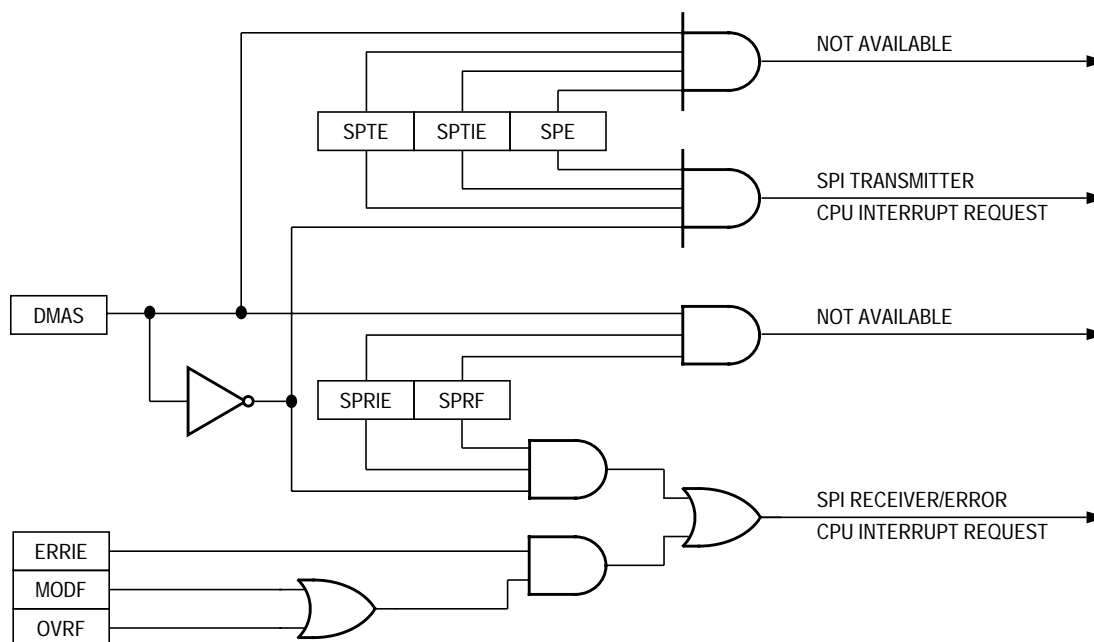 NOT AVAILABLE
SPTE SPTIE SPE
SPI TRANSMITTER
CPU INTERRUPT REQUEST
DMAS
NOT AVAILABLE
SPRIE SPRF
SPI RECEIVER/ERROR
CPU INTERRUPT REQUEST
ERRIE
MODF
OVRF